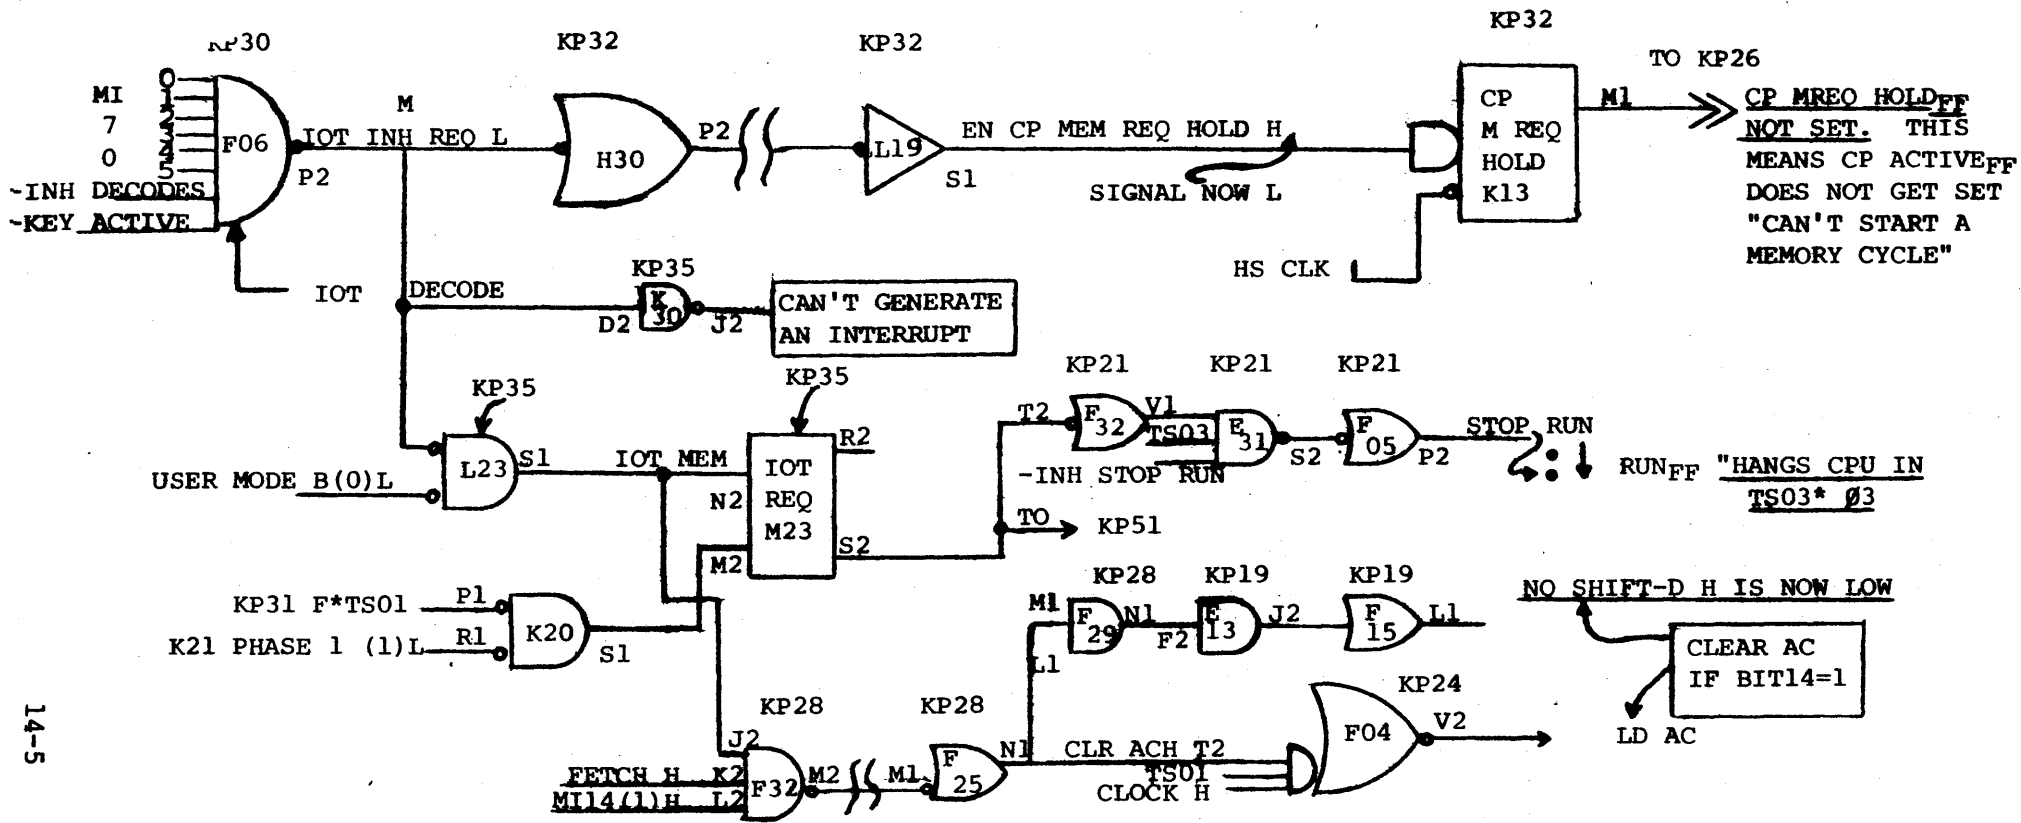 KP30
KP32
KP32
KP32
TO KP26
MI
7
0
0
1
2
3
4
5
F06
-INH DECODES
-KEY ACTIVE
IOT
M
IOT INH REQ L
P2
H30
P2
L19
S1
EN CP MEM REQ HOLD H
SIGNAL NOW L
HS CLK
CP
M REQ
HOLD
K13
M1
CP MREQ HOLDFF
NOT SET. THIS
MEANS CP ACTIVEFF
DOES NOT GET SET
"CAN'T START A
MEMORY CYCLE"
DECODE
KP35
D2
K
30
J2
CAN'T GENERATE
AN INTERRUPT
KP35
KP35
L23
S1
USER MODE B(0)L
IOT MEM
N2
M2
IOT
REQ
M23
R2
S2
KP21
KP21
KP21
T2
F
32
V1
TS03
-INH STOP RUN
E
31
S2
F
05
P2
STOP RUN
RUNFF "HANGS CPU IN
TS03* Ø3
TO
KP51
KP31 F*TS01
P1
K21 PHASE 1 (1)L
R1
K20
S1
KP28
KP19
KP19
M1
L1
F
29
N1
F2
E
13
J2
F
15
L1
NO SHIFT-D H IS NOW LOW
CLEAR AC
IF BIT14=1
LD AC
KP28
KP28
KP24
J2
FETCH H K2
MI14(1)H L2
F32
M2
M1
F
25
N1
CLR ACH T2
TS01
CLOCK H
F04
V2
14-5